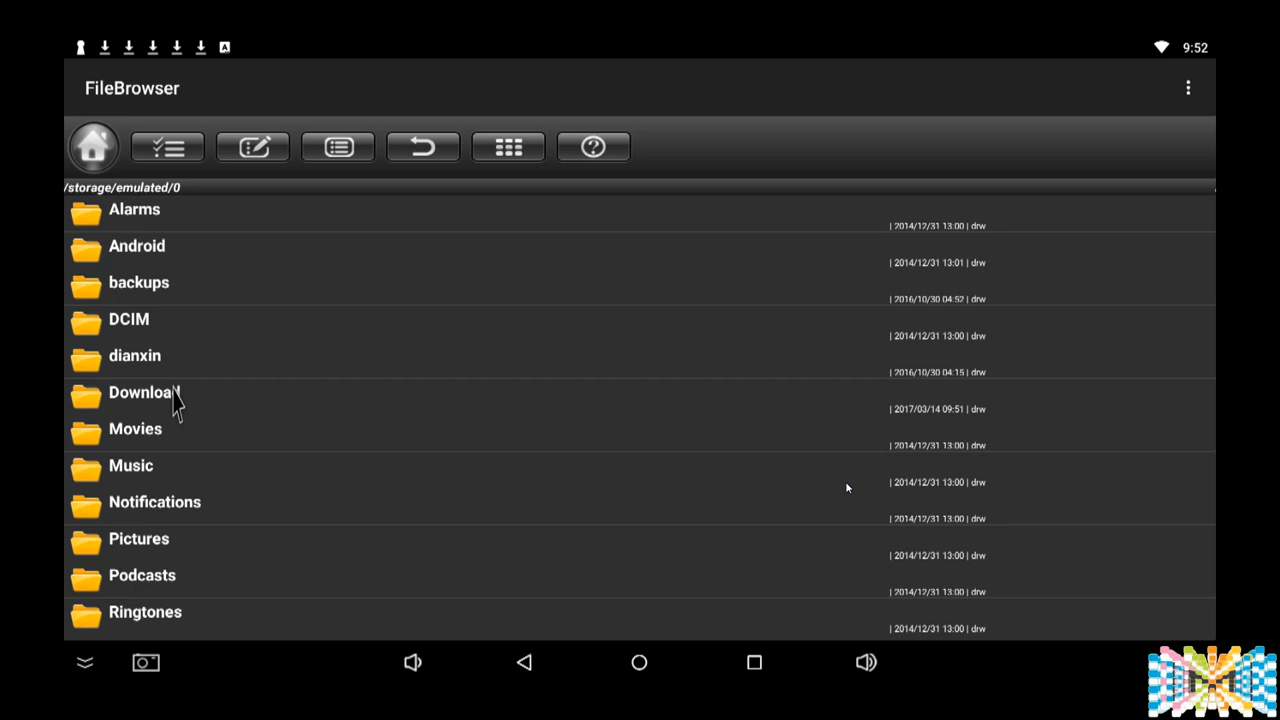 9:52
FileBrowser
/storage/emulated/0
Alarms
| 2014/12/31 13:00 | drw
Android
| 2014/12/31 13:01 | drw
backups
| 2016/10/30 04:52 | drw
DCIM
| 2014/12/31 13:00 | drw
dianxin
| 2016/10/30 04:15 | drw
Download
| 2017/03/14 09:51 | drw
Movies
| 2014/12/31 13:00 | drw
Music
| 2014/12/31 13:00 | drw
Notifications
| 2014/12/31 13:00 | drw
Pictures
| 2014/12/31 13:00 | drw
Podcasts
| 2014/12/31 13:00 | drw
Ringtones
| 2014/12/31 13:00 | drw